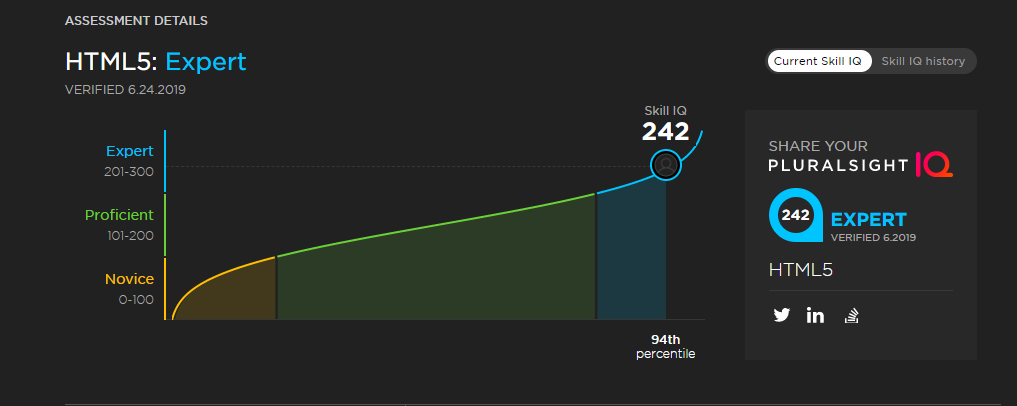 ASSESSMENT DETAILS
HTML5: Expert
VERIFIED 6.24.2019
Current Skill IQ
Skill IQ history
Skill IQ
242
Expert
201-300
Proficient
101-200
Novice
0-100
94th
percentile
SHARE YOUR
PLURALSIGHT IQ
242
EXPERT
VERIFIED 6.2019
HTML5